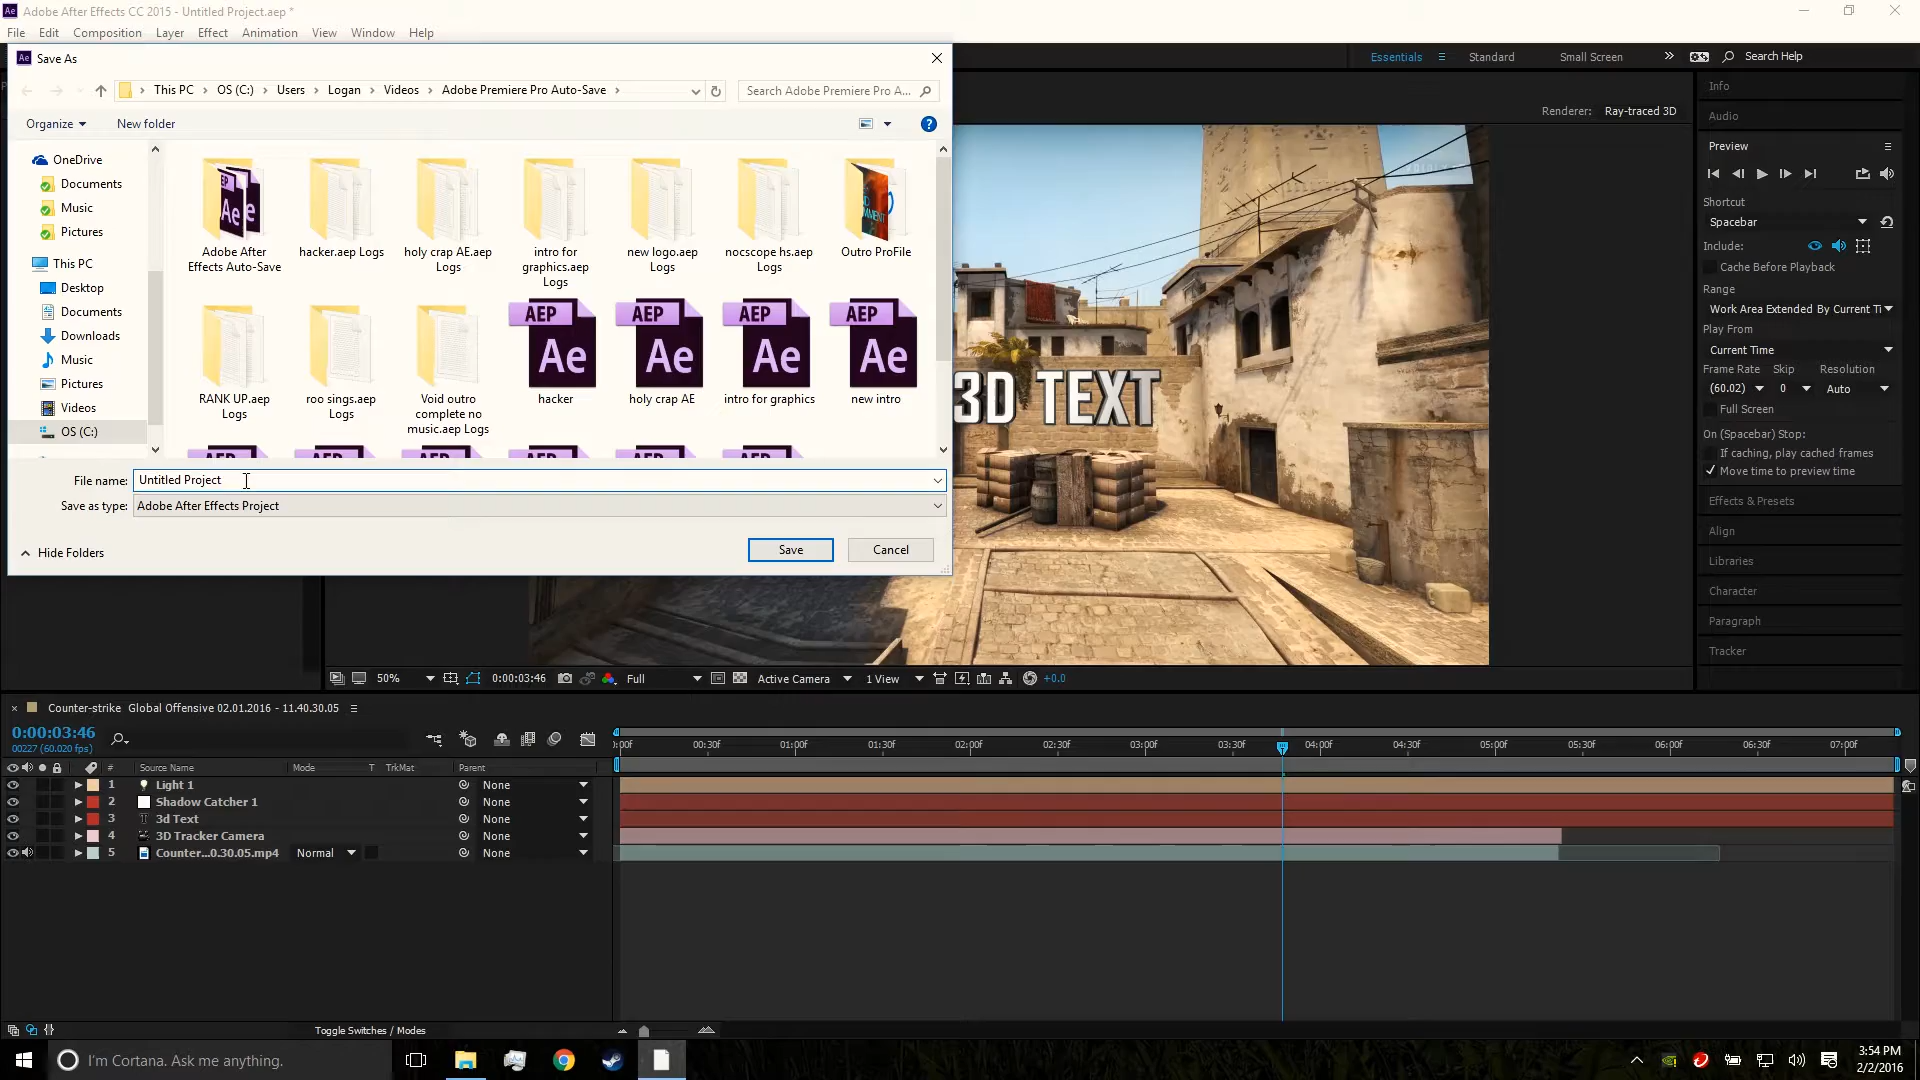 Adobe After Effects CC 2015 - Untitled Project.aep *
File Edit Composition Layer Effect Animation View Window Help
Save As
This PC > OS (C:) > Users > Logan > Videos > Adobe Premiere Pro Auto-Save >
Search Adobe Premiere Pro A...
Essentials Standard Small Screen Search Help
Organize New folder
Renderer: Ray-traced 3D
OneDrive
Documents
Music
Pictures
This PC
Desktop
Documents
Downloads
Music
Pictures
Videos
OS (C:)
Adobe After
Effects Auto-Save
hacker.aep Logs
holy crap AE.aep
Logs
intro for
graphics.aep
Logs
new logo.aep
Logs
nocscope hs.aep
Logs
Outro ProFile
RANK UP.aep
Logs
roo sings.aep
Logs
Void outro
complete no
music.aep Logs
AEP
Ae
hacker
AEP
Ae
holy crap AE
AEP
Ae
intro for graphics
AEP
Ae
new intro
File name: Untitled Project
Save as type: Adobe After Effects Project
Hide Folders
Save Cancel
3D TEXT
Info
Audio
Preview
Shortcut
Spacebar
Include:
Cache Before Playback
Range
Work Area Extended By Current Ti
Play From
Current Time
Frame Rate Skip Resolution
(60.02) 0 Auto
Full Screen
On (Spacebar) Stop:
If caching, play cached frames
Move time to preview time
Effects & Presets
Align
Libraries
Character
Paragraph
Tracker
50% 0:00:03:46 Full Active Camera 1 View +0.0
Counter-strike Global Offensive 02.01.2016 - 11.40.30.05
0:00:03:46
00227 (60.020 fps)
:00f 00:30f 01:00f 01:30f 02:00f 02:30f 03:00f 03:30f 04:00f 04:30f 05:00f 05:30f 06:00f 06:30f 07:00f
# Source Name Mode T TrkMat Parent
1 Light 1 None
2 Shadow Catcher 1 None
3 3d Text None
4 3D Tracker Camera None
5 Counter...0.30.05.mp4 Normal None
Toggle Switches / Modes
I'm Cortana. Ask me anything.
3:54 PM
2/2/2016